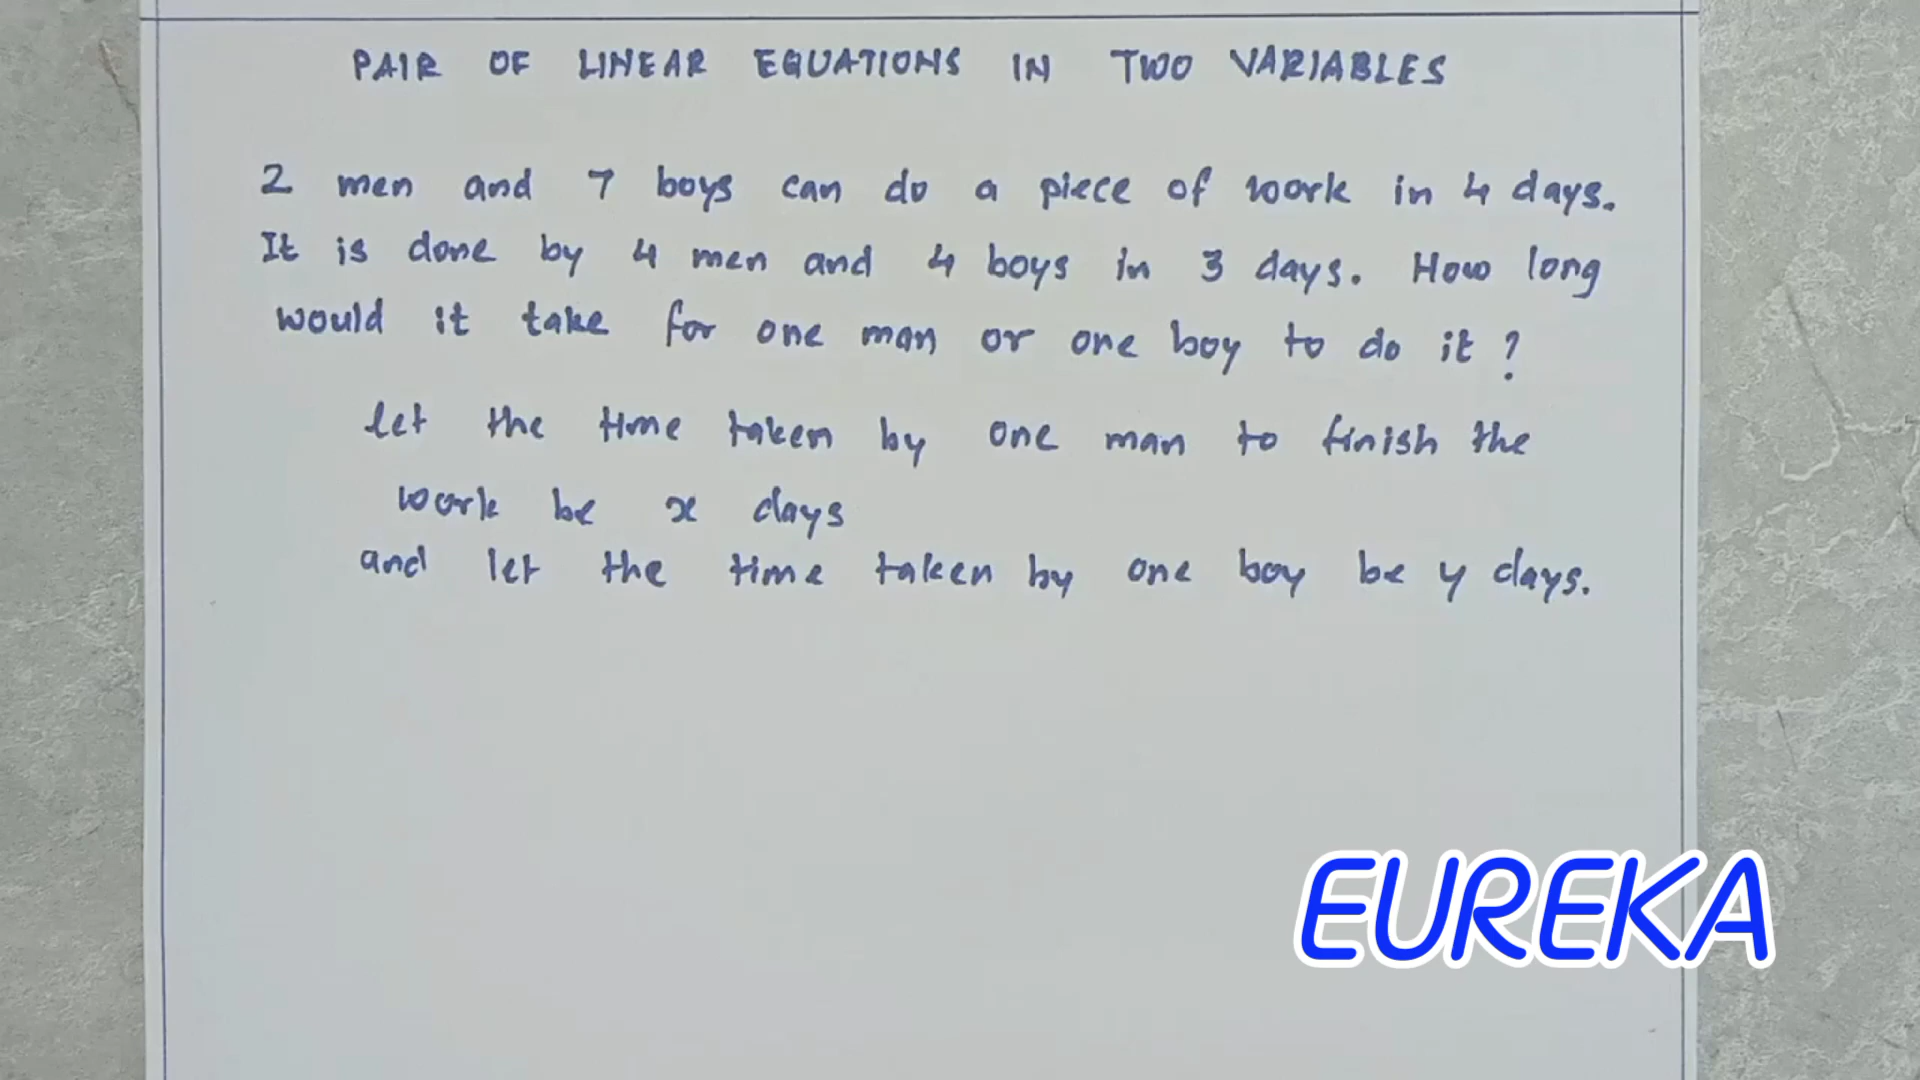 PAIR OF LINEAR EQUATIONS IN TWO VARIABLES
2 men and 7 boys can do a piece of work in 4 days.
It is done by 4 men and 4 boys in 3 days. How long
would it take for one man or one boy to do it?
let the time taken by one man to finish the
work be x days
and let the time taken by one boy be y days.
EUREKA